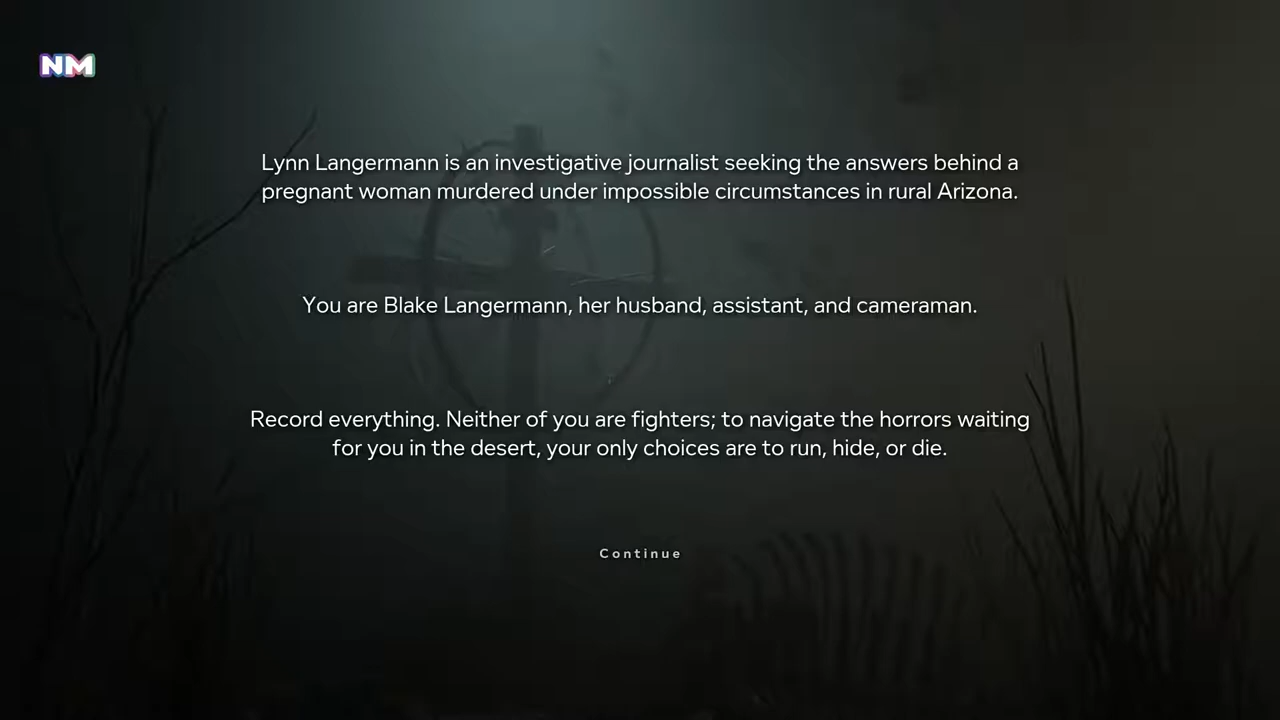 NM
Lynn Langermann is an investigative journalist seeking the answers behind a
pregnant woman murdered under impossible circumstances in rural Arizona.
You are Blake Langermann, her husband, assistant, and cameraman.
Record everything. Neither of you are fighters; to navigate the horrors waiting
for you in the desert, your only choices are to run, hide, or die.
Continue